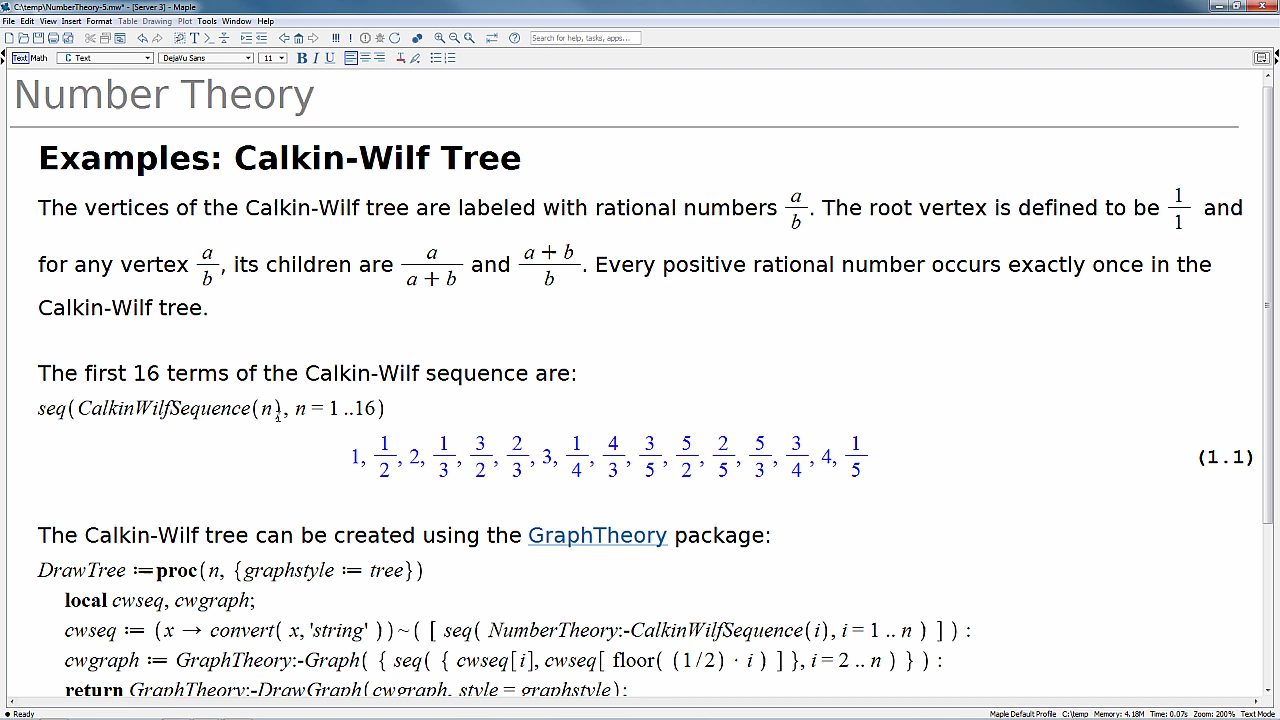 C:\temp\NumberTheory-5.mw* - [Server 3] - Maple
File Edit View Insert Format Table Drawing Plot Tools Window Help
Search for help, tasks, apps...
Text Math C Text DejaVu Sans 11 B I U
Number Theory
Examples: Calkin-Wilf Tree
The vertices of the Calkin-Wilf tree are labeled with rational numbers a/b. The root vertex is defined to be 1/1 and
for any vertex a/b, its children are a/(a + b) and (a + b)/b. Every positive rational number occurs exactly once in the
Calkin-Wilf tree.
The first 16 terms of the Calkin-Wilf sequence are:
seq(CalkinWilfSequence(n), n = 1 ..16)
1, 1/2, 2, 1/3, 3/2, 2/3, 3, 1/4, 4/3, 3/5, 5/2, 2/5, 5/3, 3/4, 4, 1/5 (1.1)
The Calkin-Wilf tree can be created using the GraphTheory package:
DrawTree := proc(n, {graphstyle := tree})
local cwseq, cwgraph;
cwseq := (x → convert( x, 'string' ))~( [ seq( NumberTheory:-CalkinWilfSequence(i), i = 1 .. n ) ] ) :
cwgraph := GraphTheory:-Graph( { seq( { cwseq[i], cwseq[ floor( (1/2) · i ) ] }, i = 2 .. n ) } ) :
return GraphTheory:-DrawGraph(cwgraph, style = graphstyle);
Ready Maple Default Profile C:\temp Memory: 4.18M Time: 0.07s Zoom: 200% Text Mode